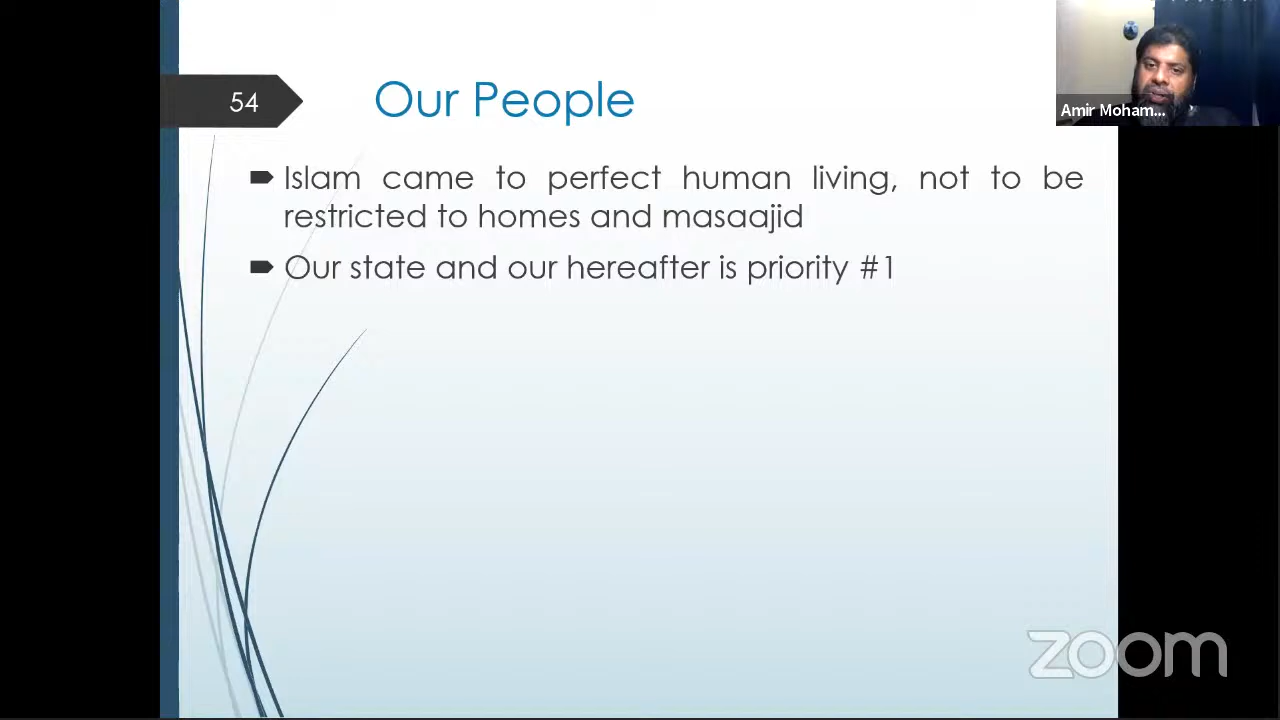 54
Our People
Islam came to perfect human living, not to be
restricted to homes and masaajid
Our state and our hereafter is priority #1
Amir Moham...
zoom